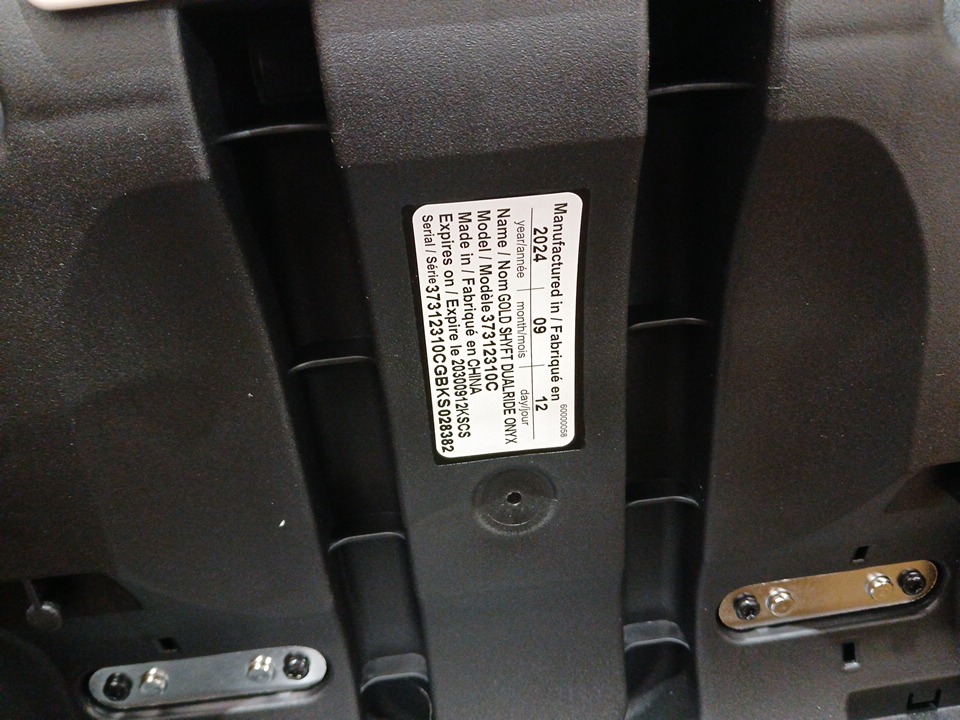 Manufactured in / Fabriqué en
2024 09 12
year/année month/mois day/jour
60000058
Name / Nom GOLD SHYFT DUALRIDE ONYX
Model / Modèle 37312310C
Made in / Fabriqué en CHINA
Expires on / Expire le 20300912KSCS
Serial / Série 37312310CGBKS028382